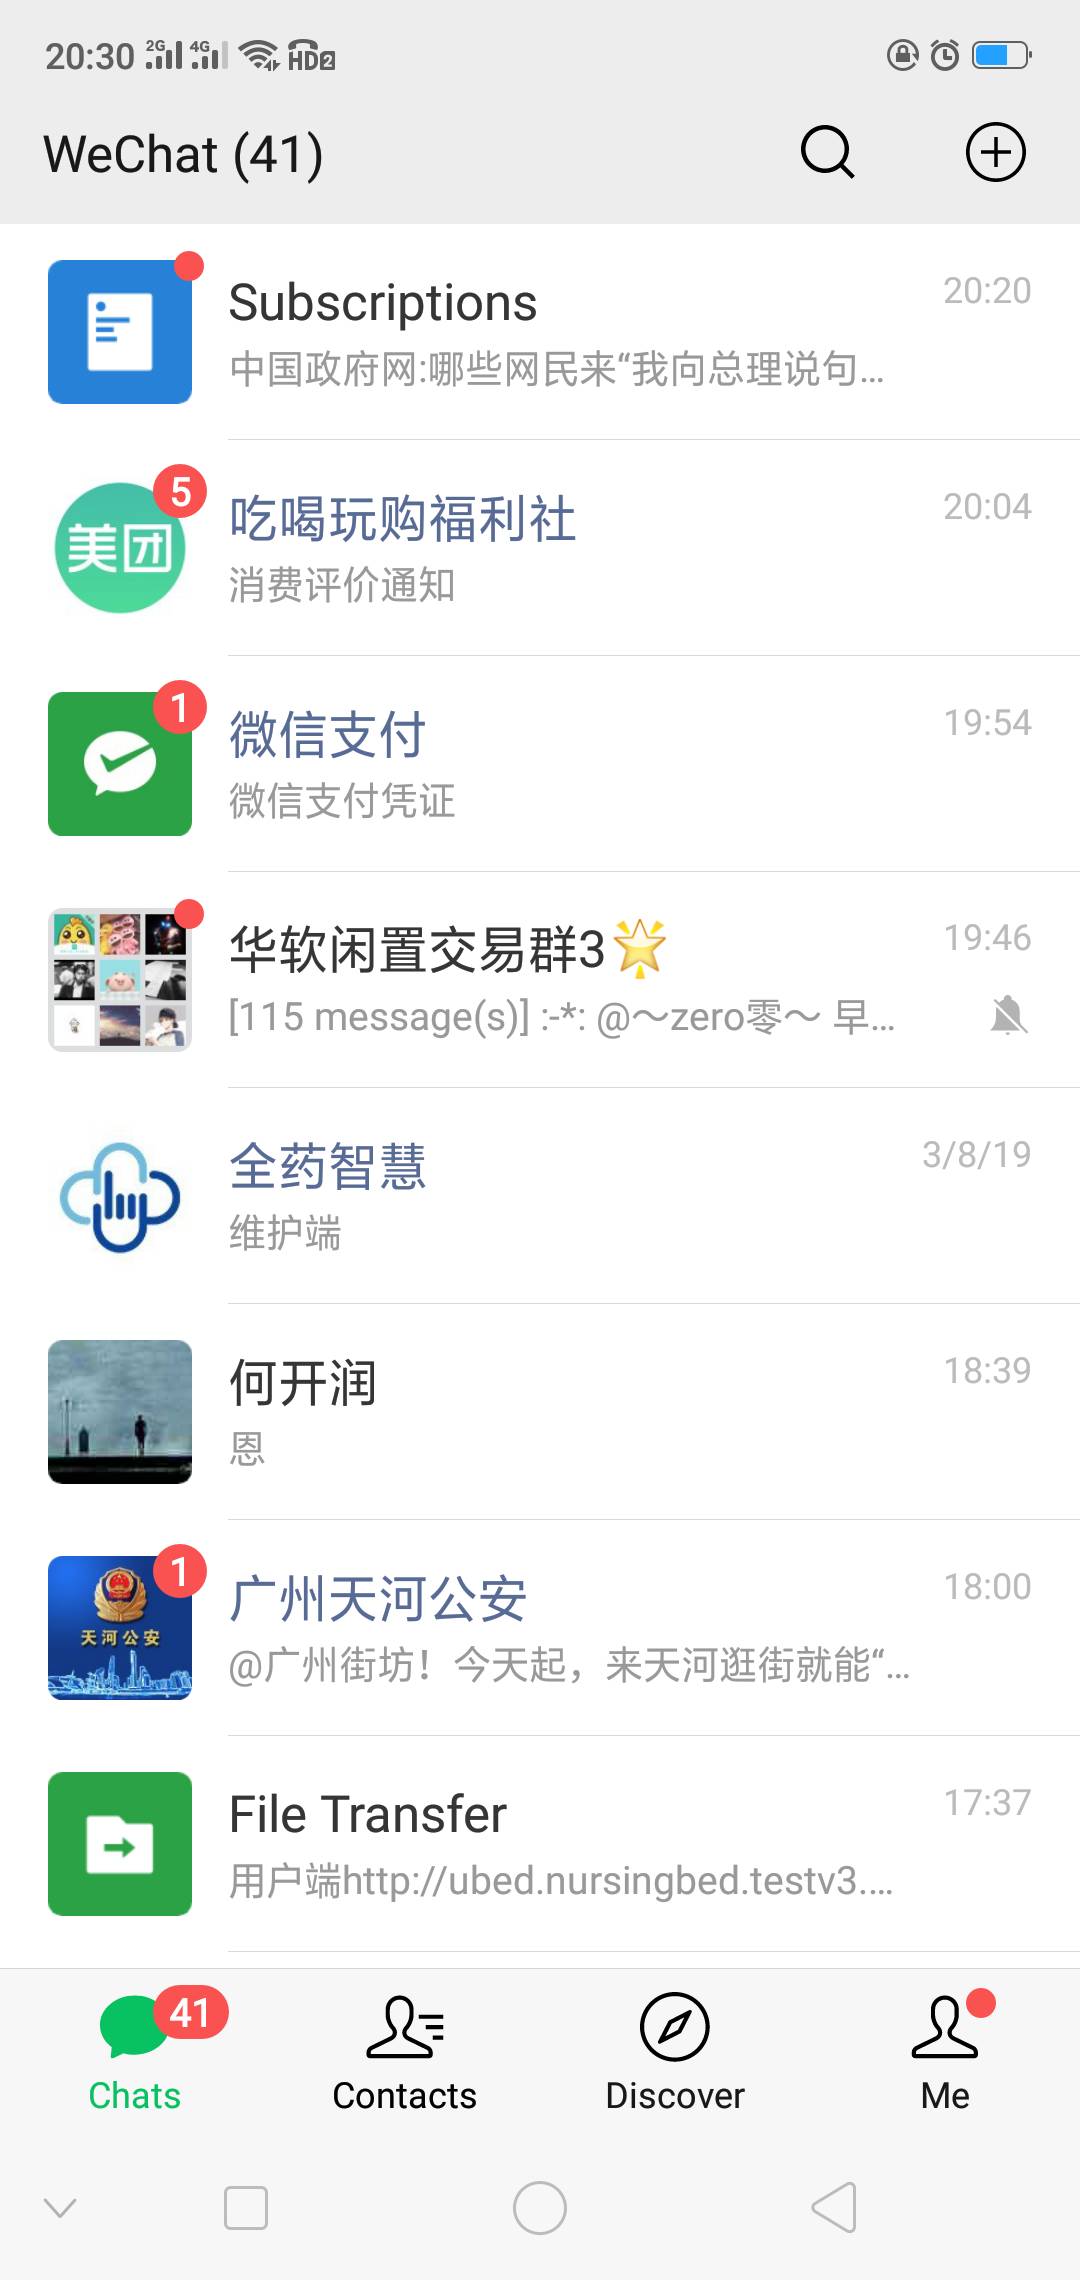 20:30 2G 4G HD2
WeChat (41)
Subscriptions
20:20
中国政府网:哪些网民来“我向总理说句...
美团
5
吃喝玩购福利社
20:04
消费评价通知
1
微信支付
19:54
微信支付凭证
华软闲置交易群3🌟
19:46
[115 message(s)] :-*: @～zero零～ 早...
全药智慧
3/8/19
维护端
何开润
18:39
恩
天河公安
1
广州天河公安
18:00
@广州街坊！今天起，来天河逛街就能“...
File Transfer
17:37
用户端http://ubed.nursingbed.testv3....
41
Chats
Contacts
Discover
Me